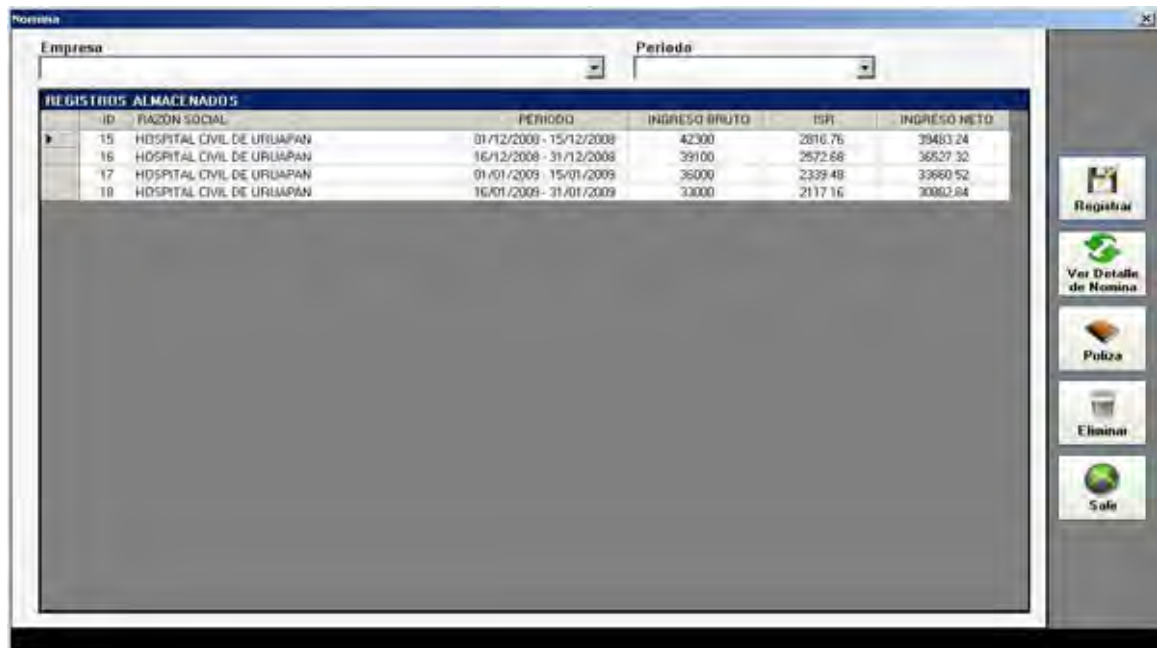 Nomina
Empresa Periodo
REGISTROS ALMACENADOS
ID RAZON SOCIAL PERIODO INGRESO BRUTO ISR INGRESO NETO
15 HOSPITAL CIVIL DE URUAPAN 01/12/2008 - 15/12/2008 42300 2816.76 39483.24
16 HOSPITAL CIVIL DE URUAPAN 16/12/2008 - 31/12/2008 39100 2572.68 36527.32
17 HOSPITAL CIVIL DE URUAPAN 01/01/2009 - 15/01/2009 36000 2339.48 33660.52
18 HOSPITAL CIVIL DE URUAPAN 16/01/2009 - 31/01/2009 33000 2117.16 30882.84
Registrar
Ver Detalle
de Nomina
Poliza
Eliminar
Salir